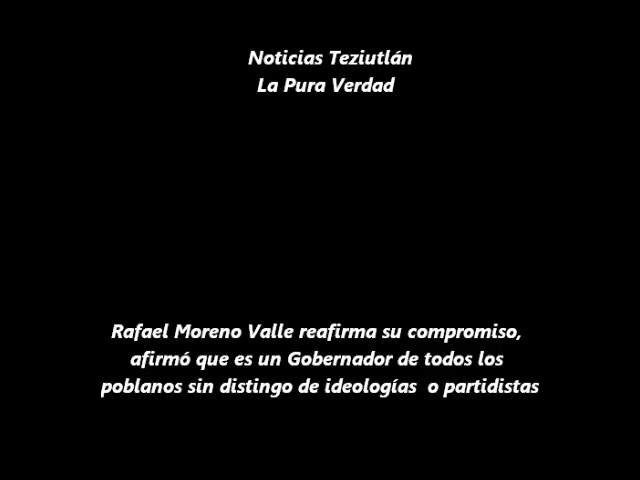 Noticias Teziutlán
La Pura Verdad
Rafael Moreno Valle reafirma su compromiso,
afirmó que es un Gobernador de todos los
poblanos sin distingo de ideologías  o partidistas